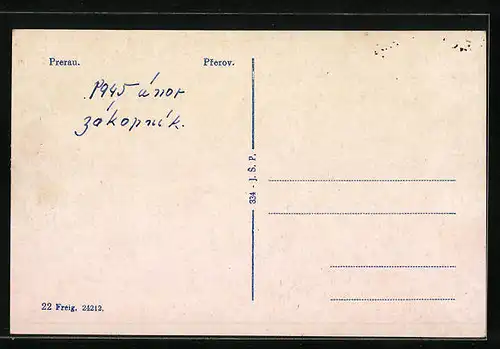 Prerau. Přerov.
1945 únor
zákopník.
334 - J. Š. P.
22 Freig. 24212.